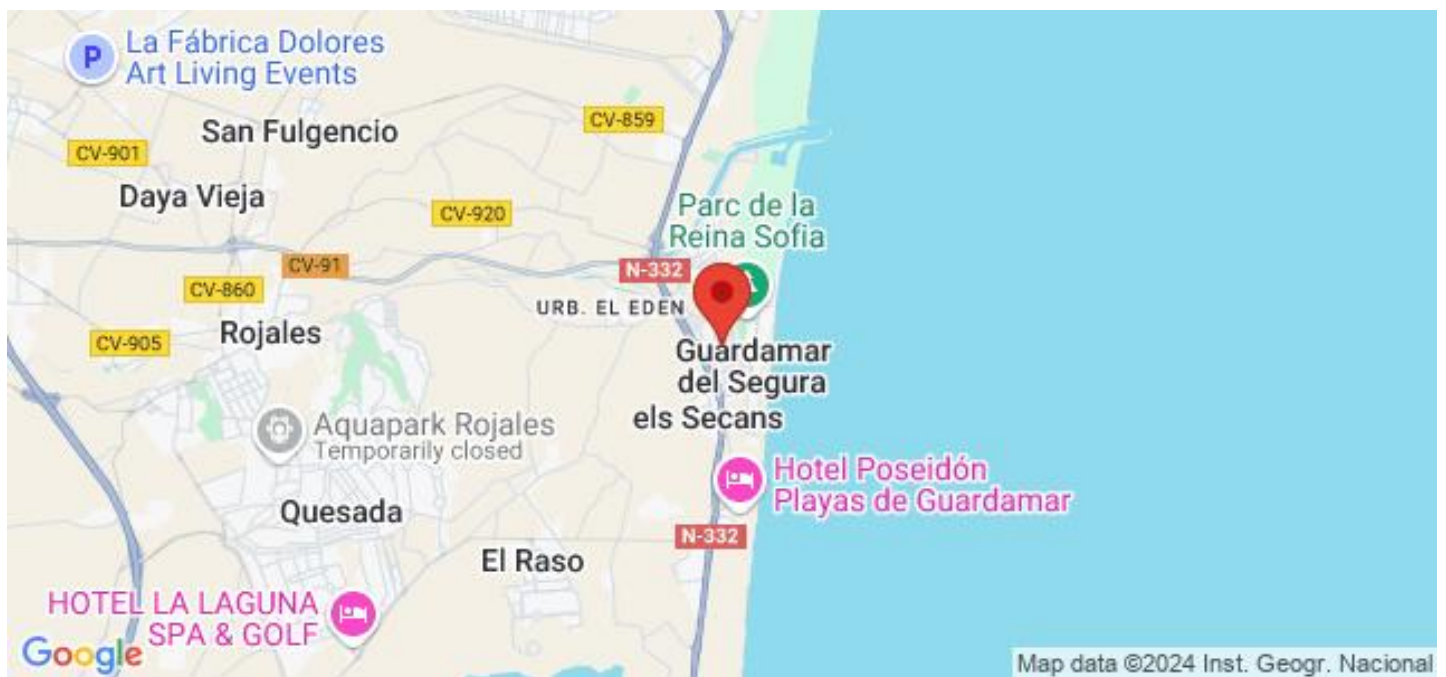 La Fábrica Dolores
Art Living Events
P
San Fulgencio
CV-859
CV-901
Daya Vieja
CV-920
Parc de la
Reina Sofia
CV-91
N-332
CV-860
URB. EL EDEN
Rojales
CV-905
Guardamar
del Segura
els Secans
Aquapark Rojales
Temporarily closed
Hotel Poseidón
Playas de Guardamar
Quesada
N-332
El Raso
HOTEL LA LAGUNA
SPA & GOLF
Google
Map data ©2024 Inst. Geogr. Nacional